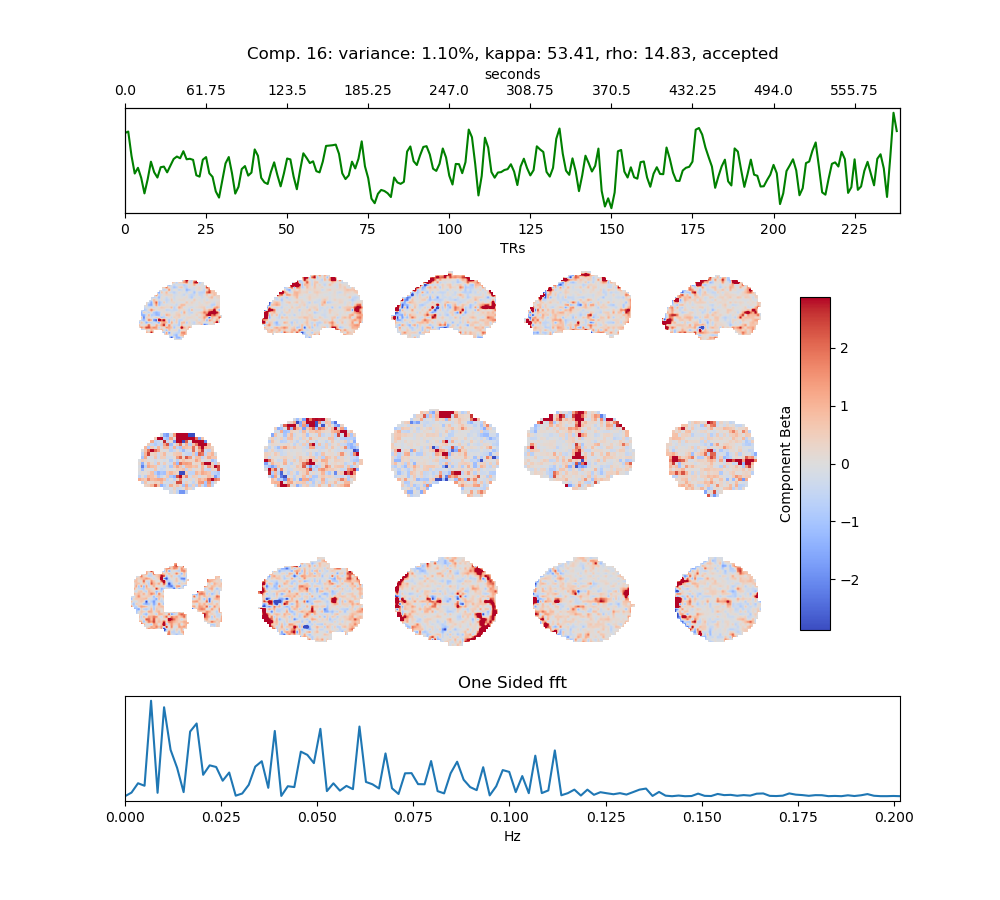 Comp. 16: variance: 1.10%, kappa: 53.41, rho: 14.83, accepted
seconds
0.0 61.75 123.5 185.25 247.0 308.75 370.5 432.25 494.0 555.75
0 25 50 75 100 125 150 175 200 225
TRs
2
1
0
−1
−2
Component Beta
One Sided fft
0.000 0.025 0.050 0.075 0.100 0.125 0.150 0.175 0.200
Hz